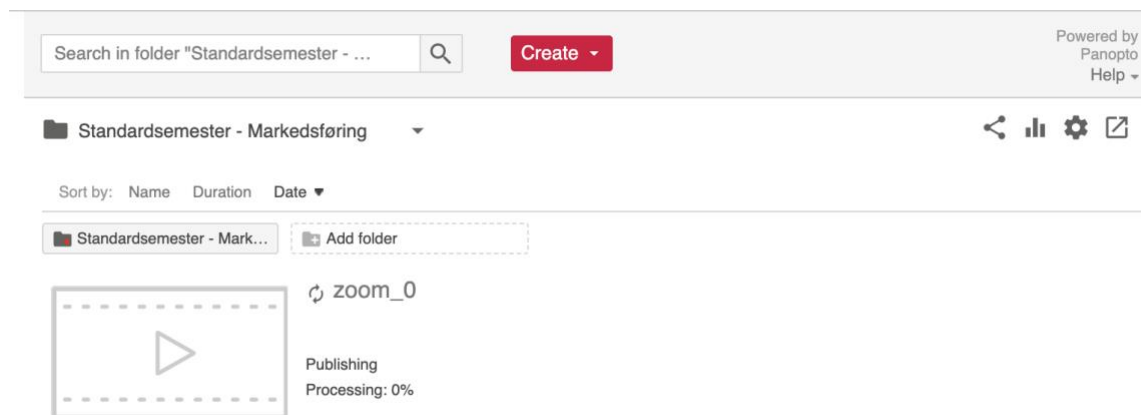 Search in folder "Standardsemester - ...
Create
Powered by
Panopto
Help
Standardsemester - Markedsføring
Sort by: Name Duration Date
Standardsemester - Mark...
Add folder
zoom_0
Publishing
Processing: 0%